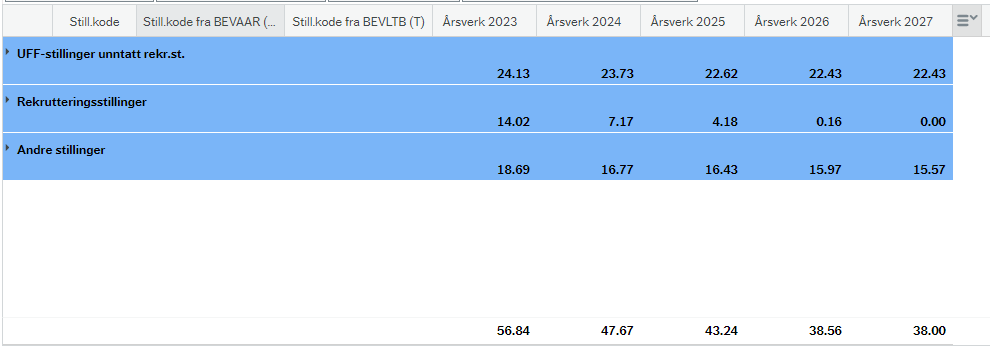 Still.kode Still.kode fra BEVAAR (... Still.kode fra BEVLTB (T) Årsverk 2023 Årsverk 2024 Årsverk 2025 Årsverk 2026 Årsverk 2027
UFF-stillinger unntatt rekr.st.
24.13 23.73 22.62 22.43 22.43
Rekrutteringsstillinger
14.02 7.17 4.18 0.16 0.00
Andre stillinger
18.69 16.77 16.43 15.97 15.57
56.84 47.67 43.24 38.56 38.00